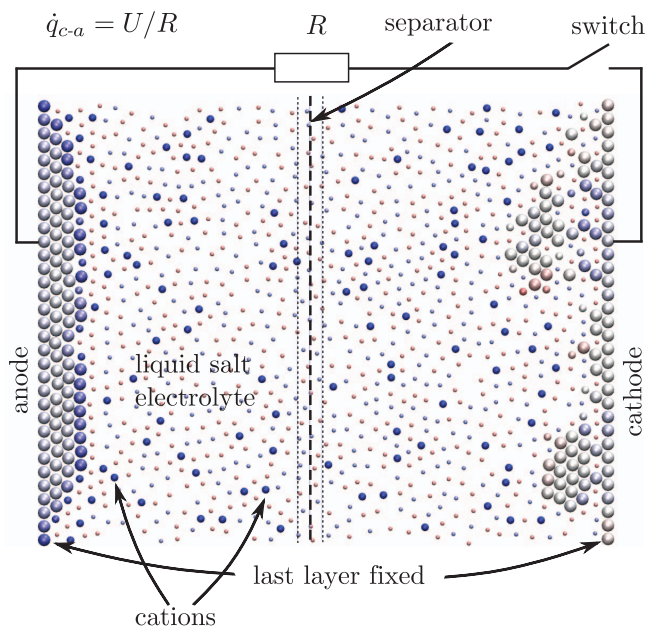 q̇c-a = U/R
R
separator
switch
anode
liquid salt
electrolyte
cathode
last layer fixed
cations